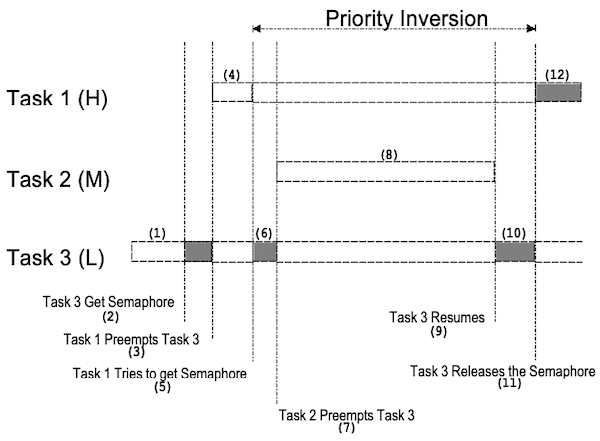 Priority Inversion
(4)
(12)
Task 1 (H)
(8)
Task 2 (M)
(1)
(6)
(10)
Task 3 (L)
Task 3 Get Semaphore
(2)
Task 3 Resumes
(9)
Task 1 Preempts Task 3
(3)
Task 1 Tries to get Semaphore
(5)
Task 3 Releases the Semaphore
(11)
Task 2 Preempts Task 3
(7)